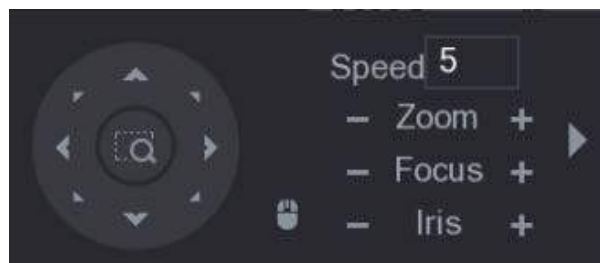 Speed 5
- Zoom +
- Focus +
- Iris +